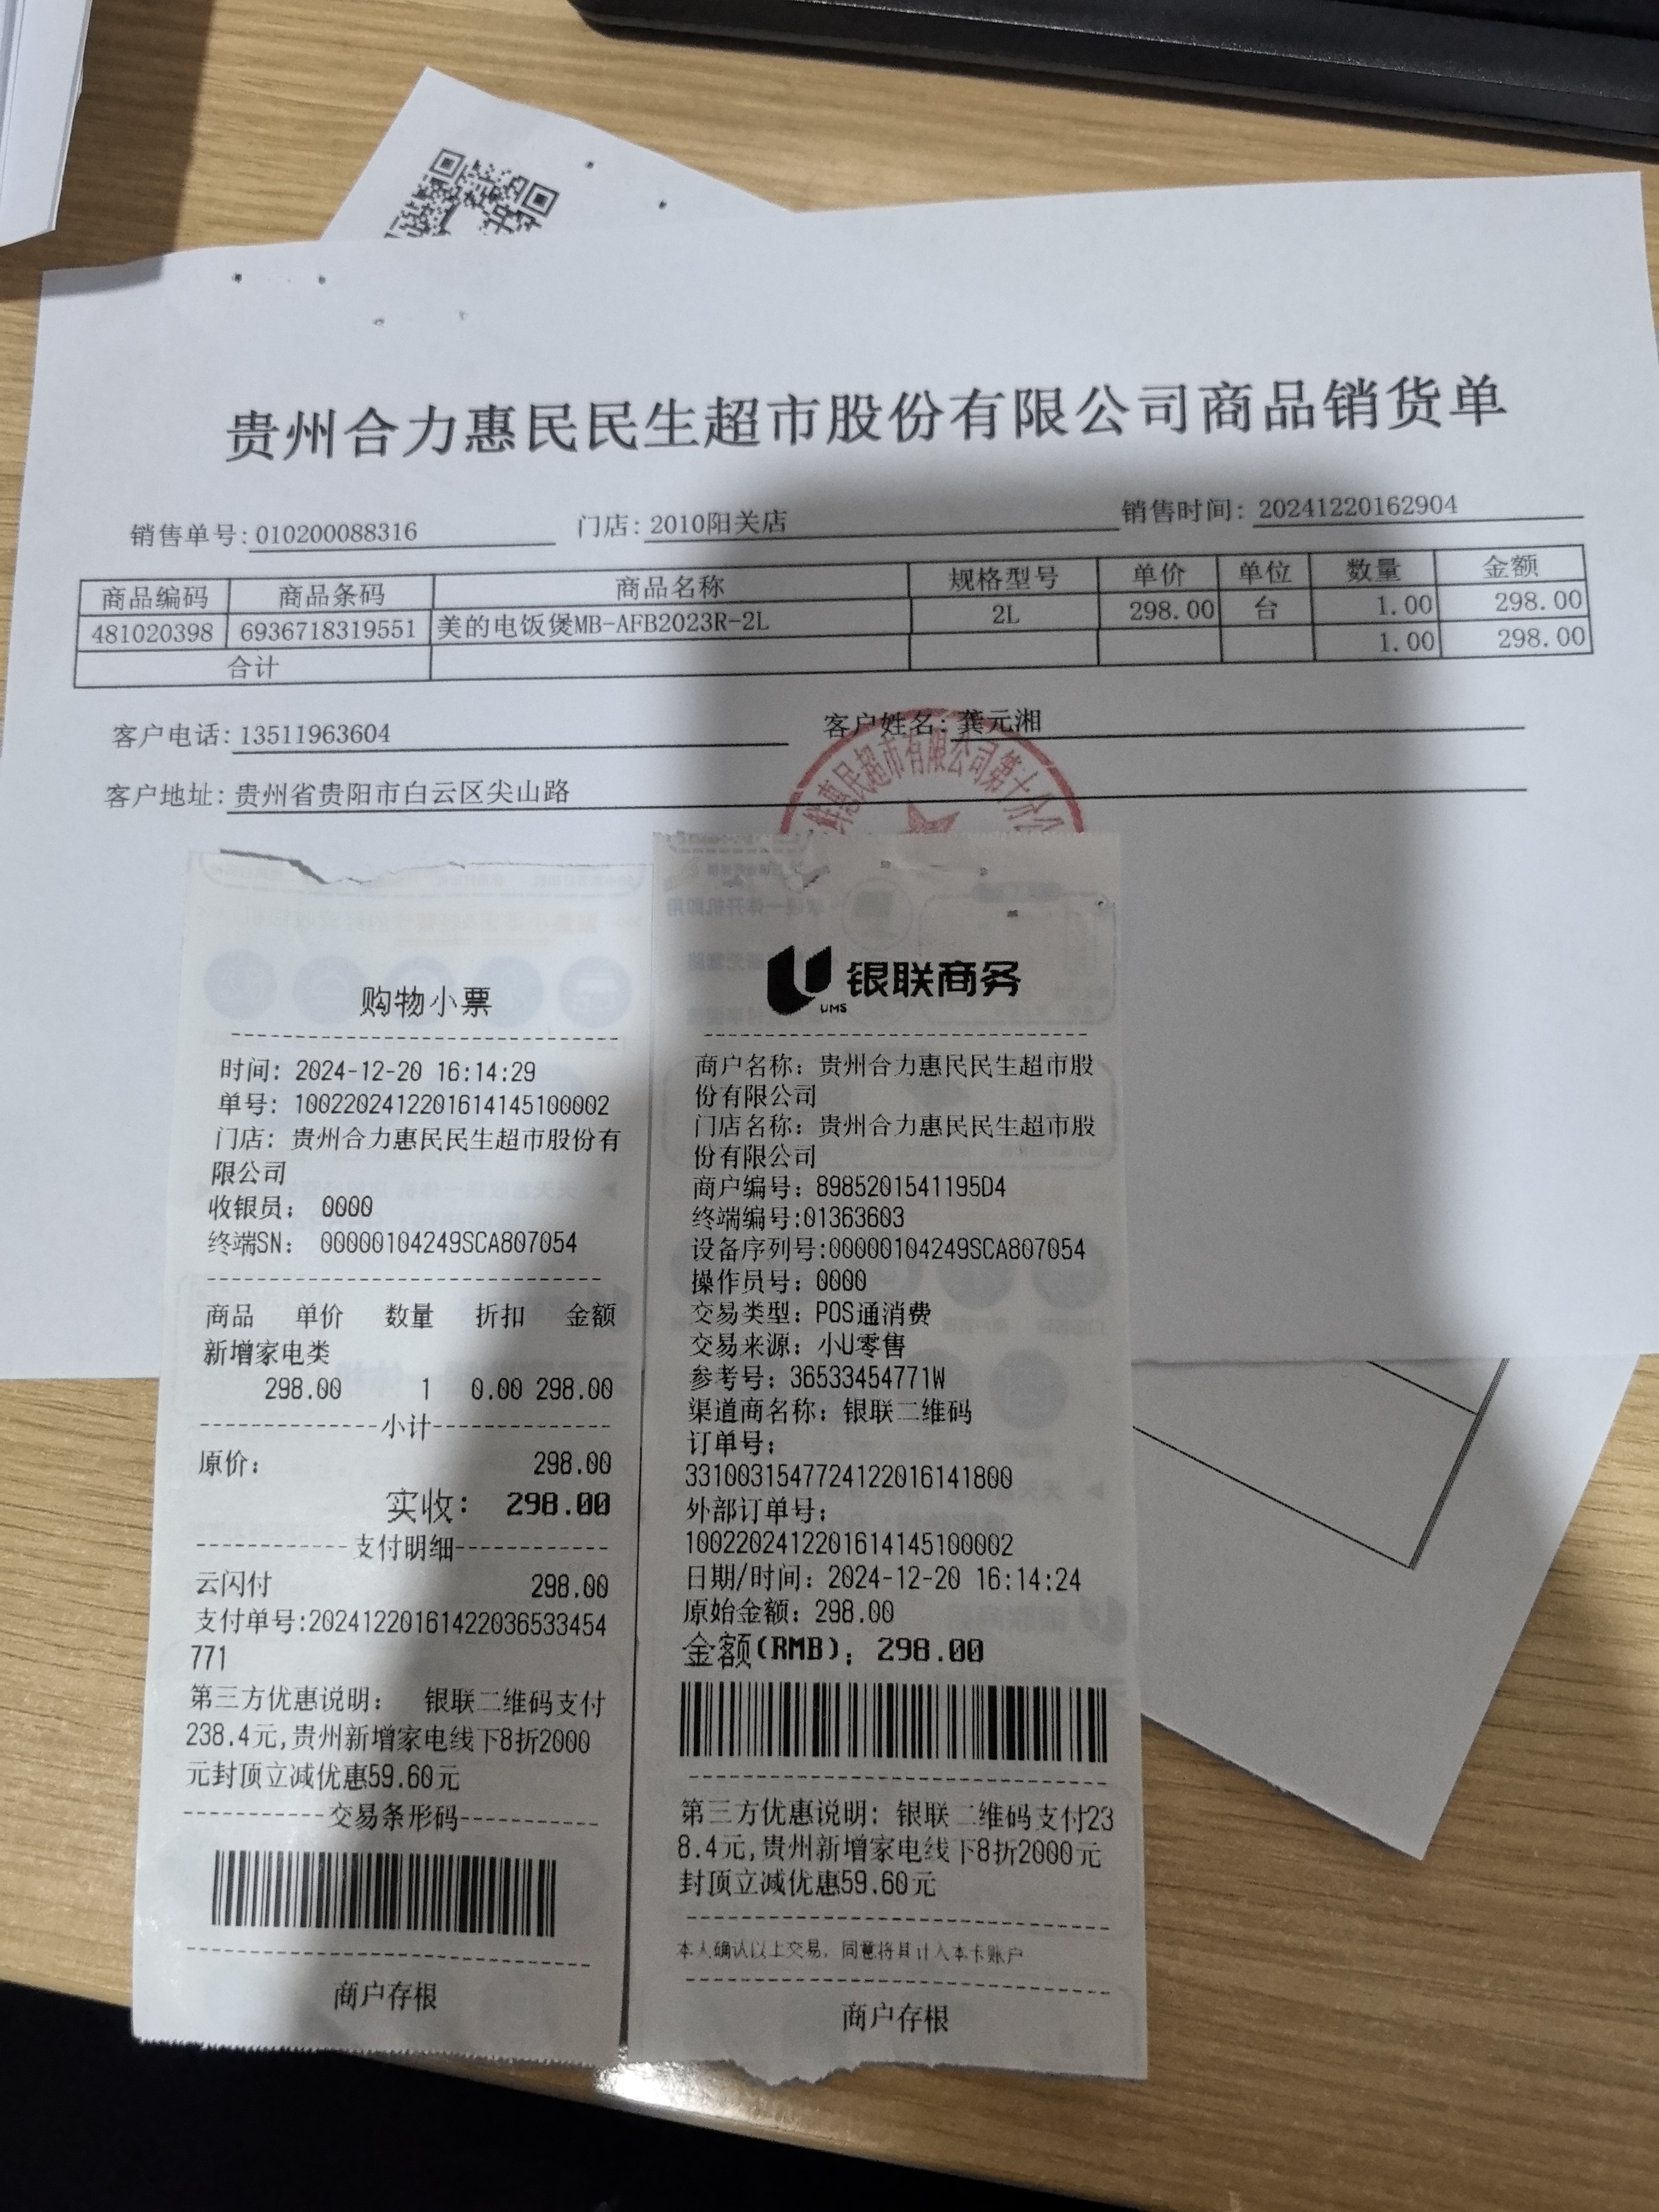 贵州合力惠民民生超市股份有限公司商品销货单
销售单号:010200088316 门店:2010阳关店 销售时间:20241220162904
商品编码 商品条码 商品名称 规格型号 单价 单位 数量 金额
481020398 6936718319551 美的电饭煲MB-AFB2023R-2L 2L 298.00 台 1.00 298.00
合计 1.00 298.00
客户电话:13511963604 客户姓名:龚元湘
客户地址:贵州省贵阳市白云区尖山路
鲜惠民超市有限公司第十分公
购物小票
时间: 2024-12-20 16:14:29
单号: 1002202412201614145100002
门店: 贵州合力惠民民生超市股份有
限公司
收银员: 0000
终端SN: 00000104249SCA807054
商品 单价 数量 折扣 金额
新增家电类
298.00 1 0.00 298.00
小计
原价: 298.00
实收: 298.00
支付明细
云闪付 298.00
支付单号:2024122016142203653 3454
771
第三方优惠说明: 银联二维码支付
238.4元,贵州新增家电线下8折2000
元封顶立减优惠59.60元
交易条形码
商户存根
银联商务
UMS
商户名称: 贵州合力惠民民生超市股
份有限公司
门店名称: 贵州合力惠民民生超市股
份有限公司
商户编号: 8985201541195D4
终端编号:01363603
设备序列号:00000104249SCA807054
操作员号: 0000
交易类型: POS通消费
交易来源: 小U零售
参考号: 36533454771W
渠道商名称: 银联二维码
订单号:
33100315477241220161418​00
外部订单号:
1002202412201614145100002
日期/时间: 2024-12-20 16:14:24
原始金额: 298.00
金额(RMB): 298.00
第三方优惠说明: 银联二维码支付23
8.4元,贵州新增家电线下8折2000元
封顶立减优惠59.60元
本人确认以上交易, 同意将其计入本卡账户
商户存根